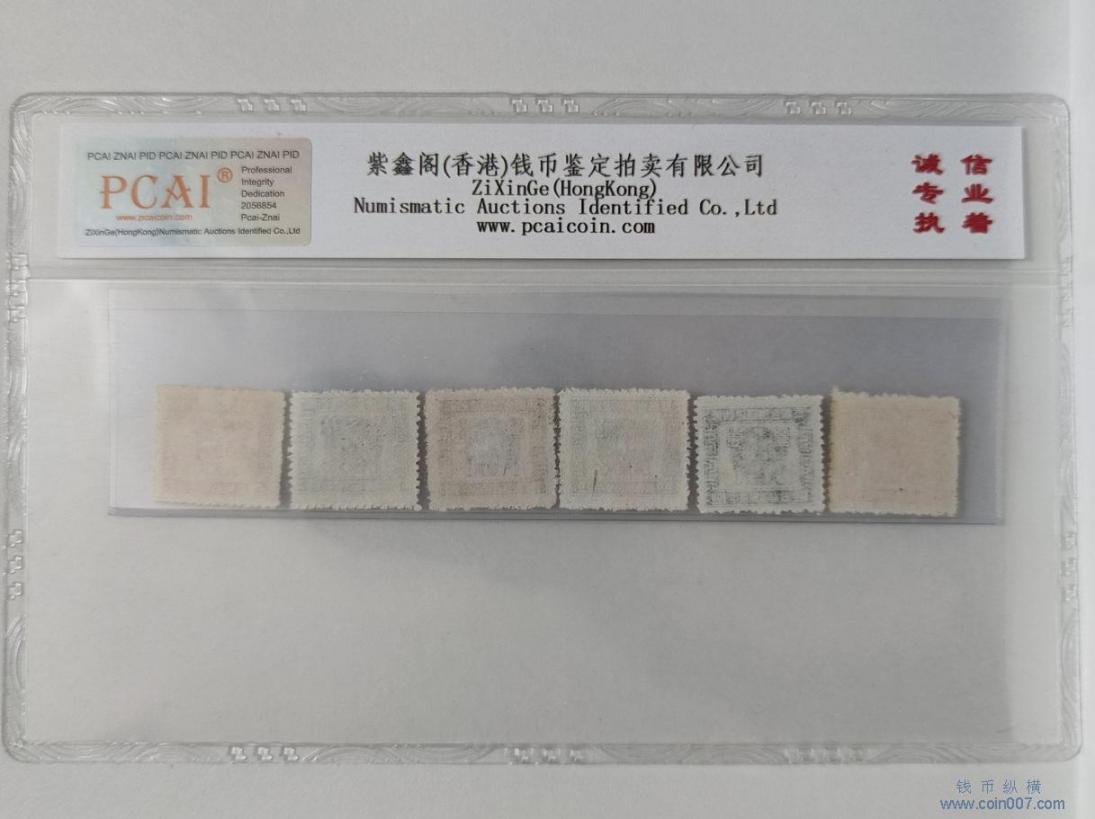 PCAI ZNAI PID PCAI ZNAI PID PCAI ZNAI PID
PCAI®
Professional
Integrity
Dedication
2056854
www.pcaicoin.com
Pcai-Znai
ZiXinGe(HongKong)Numismatic Auctions Identified Co.,Ltd
紫鑫阁(香港)钱币鉴定拍卖有限公司
ZiXinGe(HongKong)
Numismatic Auctions Identified Co.,Ltd
www.pcaicoin.com
诚 信
专 业
执 着
钱币纵横
www.coin007.com